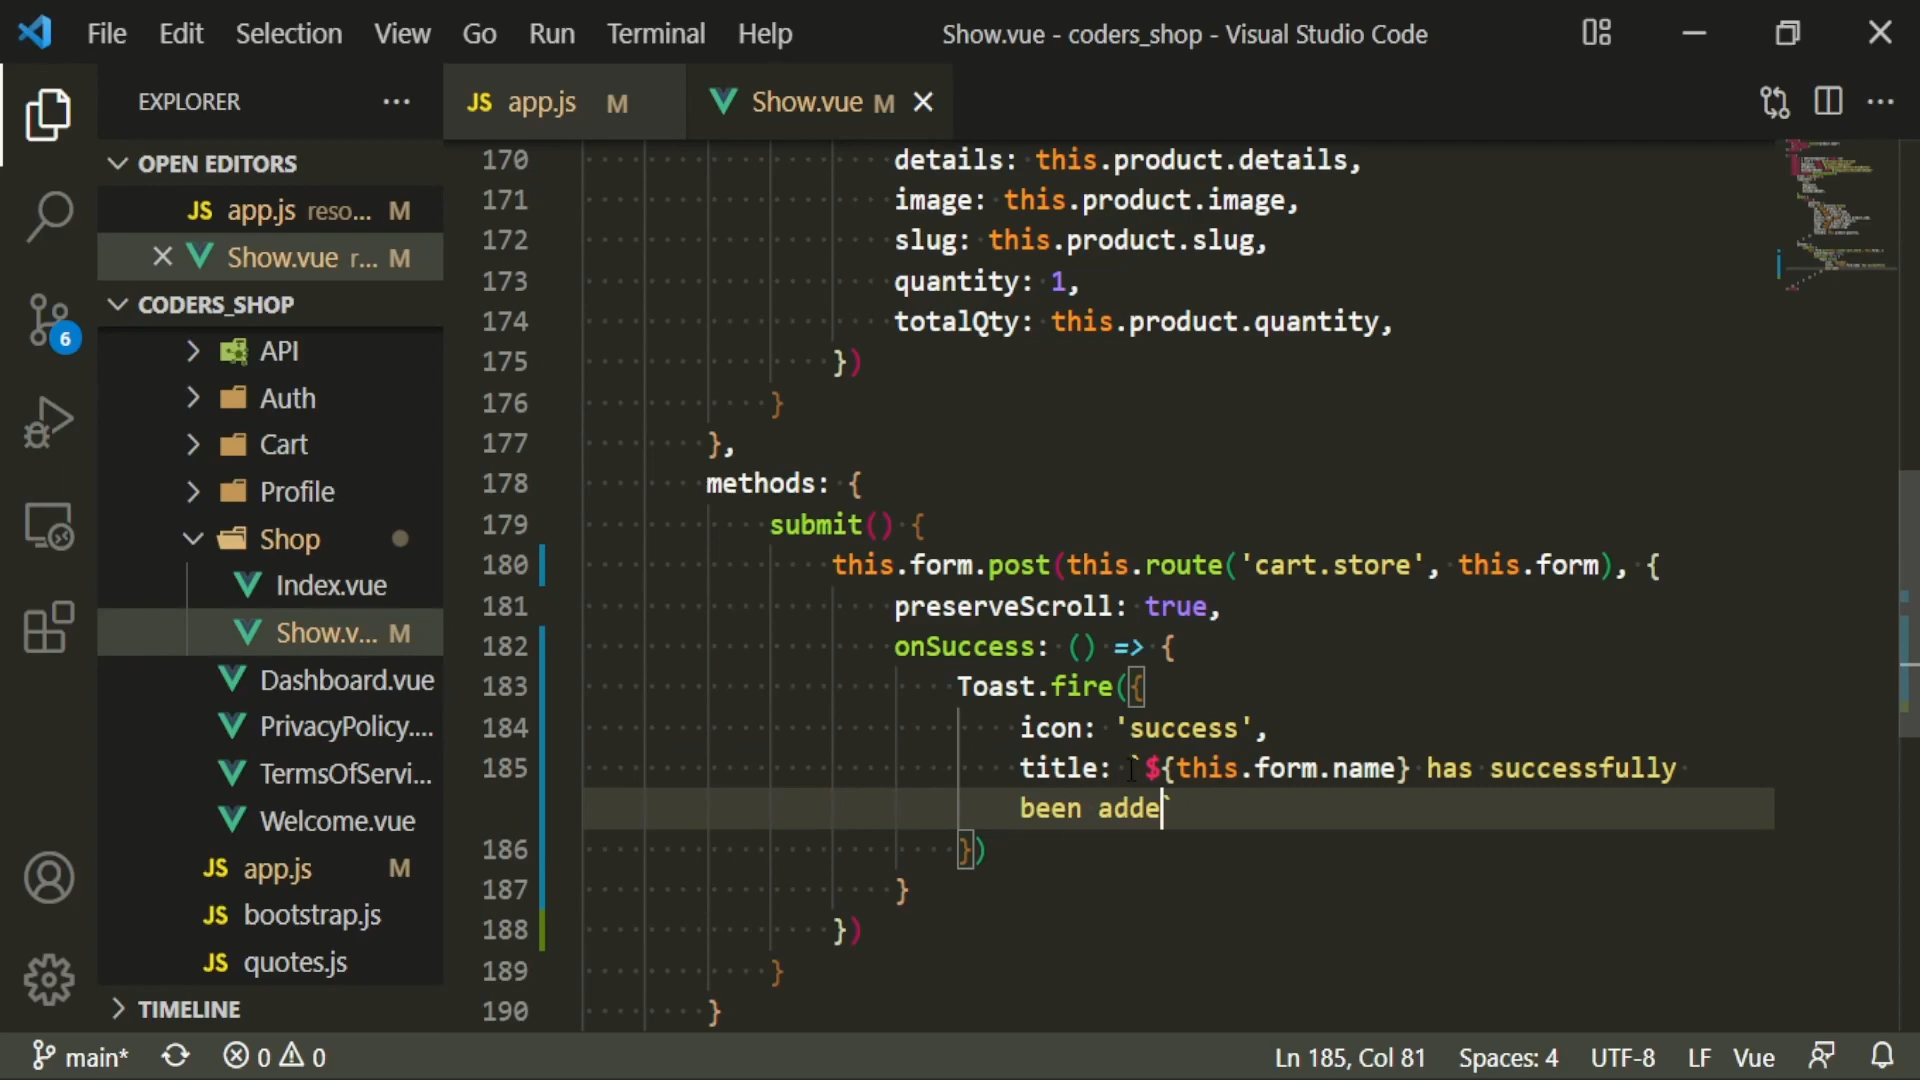 File Edit Selection View Go Run Terminal Help
Show.vue - coders_shop - Visual Studio Code
EXPLORER
JS app.js M
Show.vue M
OPEN EDITORS
JS app.js reso... M
Show.vue r... M
CODERS_SHOP
API
Auth
Cart
Profile
Shop
Index.vue
Show.v... M
Dashboard.vue
PrivacyPolicy....
TermsOfServi...
Welcome.vue
JS app.js M
JS bootstrap.js
JS quotes.js
TIMELINE
6
170 details: this.product.details,
171 image: this.product.image,
172 slug: this.product.slug,
173 quantity: 1,
174 totalQty: this.product.quantity,
175 })
176 }
177 },
178 methods: {
179 submit() {
180 this.form.post(this.route('cart.store', this.form), {
181 preserveScroll: true,
182 onSuccess: () => {
183 Toast.fire({
184 icon: 'success',
185 title: `${this.form.name} has successfully
been adde`
186 })
187 }
188 })
189 }
190 }
main* 0 0
Ln 185, Col 81 Spaces: 4 UTF-8 LF Vue